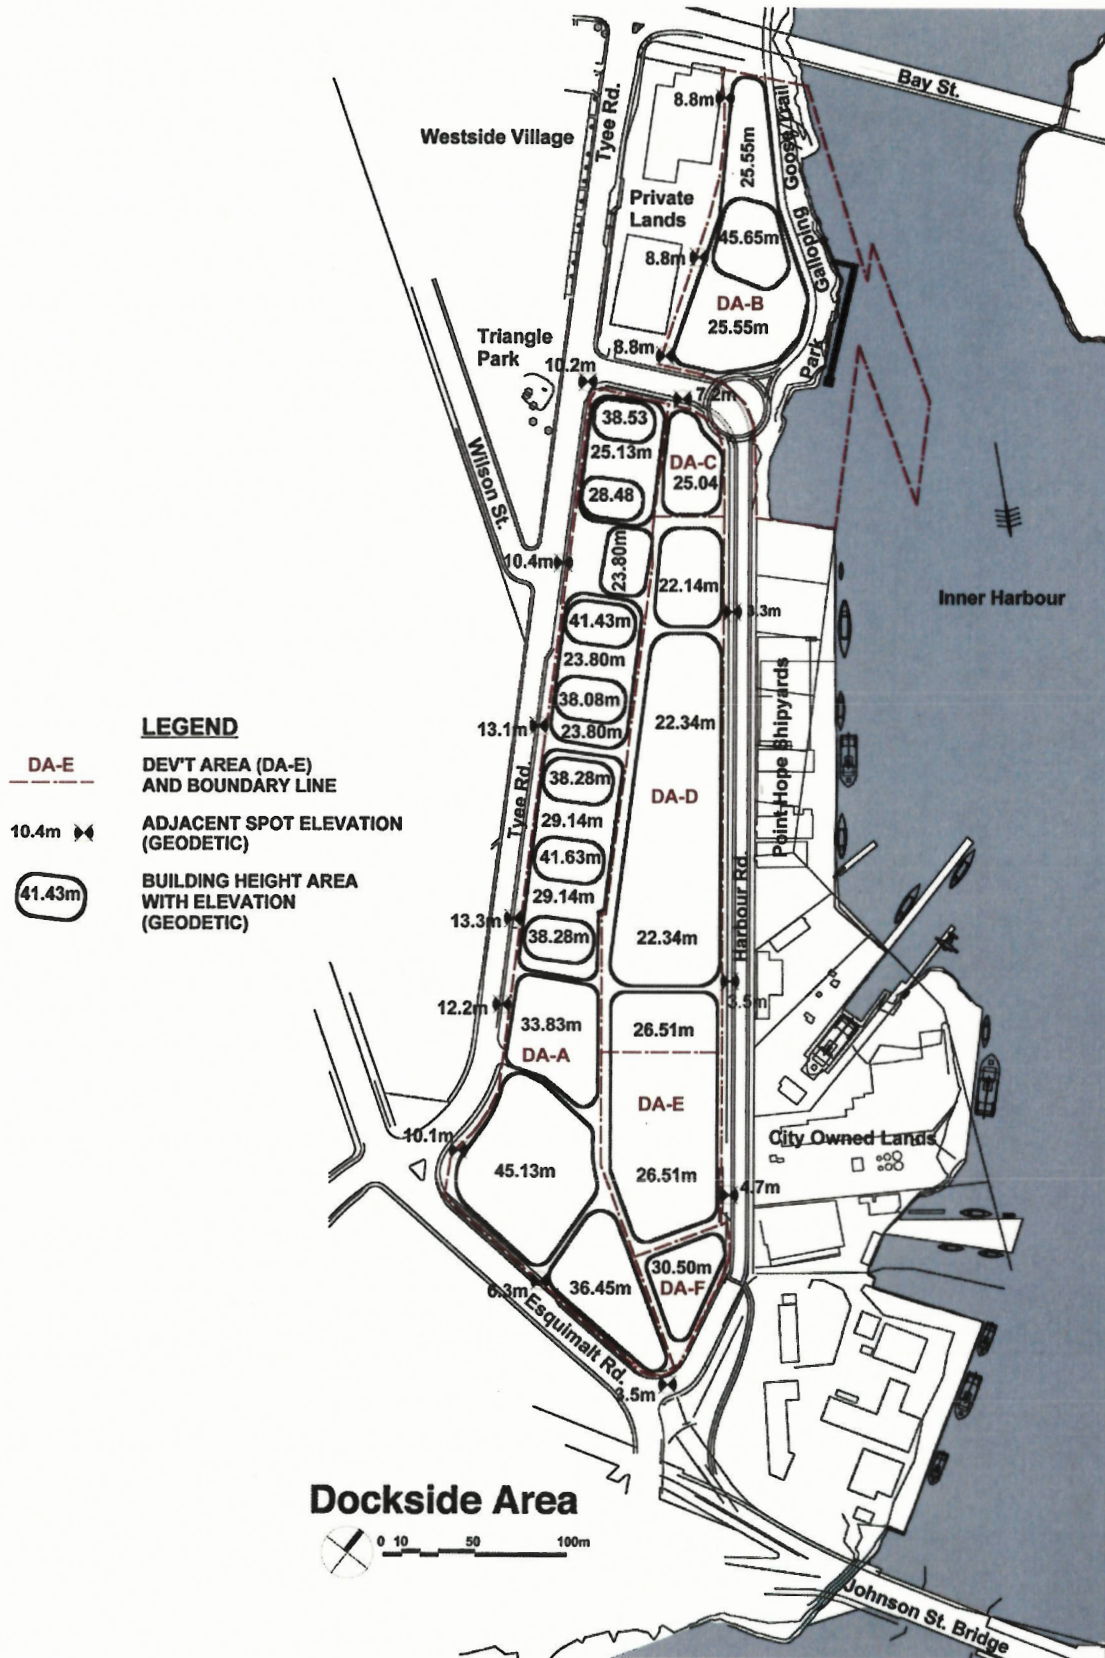 Bay St.
8.8m
Tyee Rd.
Westside Village
25.55m
Goose Trail
Private
Lands
45.65m
8.8m
Galloping
DA-B
25.55m
Triangle
Park
8.8m
Park
10.2m
7.2m
38.53
25.13m
DA-C
25.04
28.48
Wilson St.
10.4m
23.80m
22.14m
Inner Harbour
3.3m
41.43m
23.80m
38.08m
23.80m
22.34m
Point Hope Shipyards
13.1m
LEGEND
DA-E
DEV'T AREA (DA-E)
AND BOUNDARY LINE
10.4m
ADJACENT SPOT ELEVATION
(GEODETIC)
41.43m
BUILDING HEIGHT AREA
WITH ELEVATION
(GEODETIC)
Tyee Rd.
38.28m
29.14m
DA-D
41.63m
29.14m
13.3m
38.28m
22.34m
Harbour Rd.
3.5m
12.2m
33.83m
DA-A
26.51m
DA-E
10.1m
City Owned Lands
45.13m
26.51m
4.7m
30.50m
DA-F
36.45m
6.3m
Esquimalt Rd.
3.5m
Dockside Area
0 10 50 100m
Johnson St. Bridge